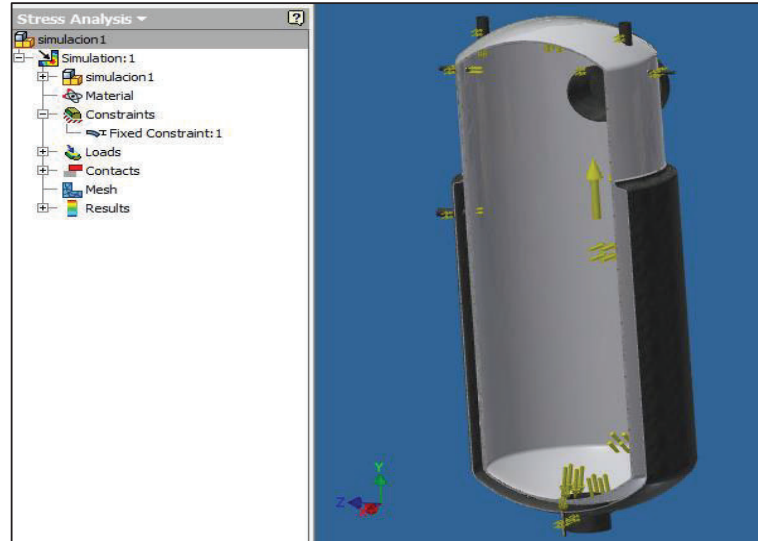 Stress Analysis
?
simulacion1
Simulation:1
simulacion1
Material
Constraints
Fixed Constraint:1
Loads
Contacts
Mesh
Results
Y
Z